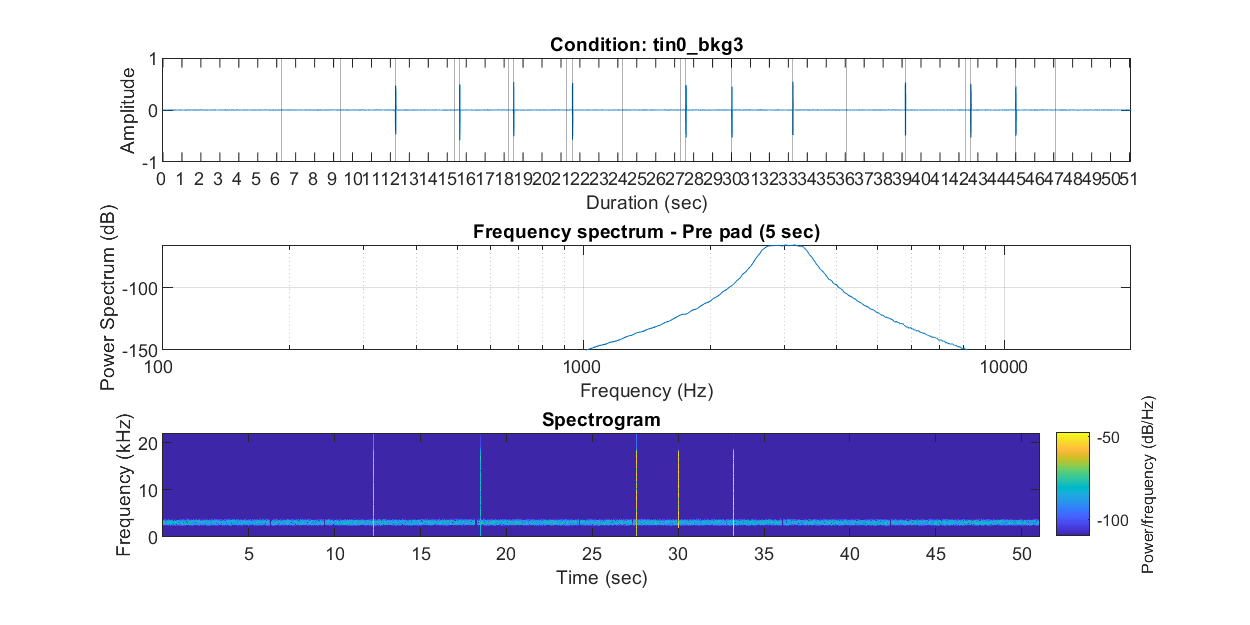 Condition: tin0_bkg3
Amplitude
1
0
-1
0 1 2 3 4 5 6 7 8 9 10 11 12 13 14 15 16 17 18 19 20 21 22 23 24 25 26 27 28 29 30 31 32 33 34 35 36 37 38 39 40 41 42 43 44 45 46 47 48 49 50 51
Duration (sec)
Frequency spectrum - Pre pad (5 sec)
Power Spectrum (dB)
-100
-150
100 1000 10000
Frequency (Hz)
Spectrogram
Frequency (kHz)
20
10
0
5 10 15 20 25 30 35 40 45 50
Time (sec)
-50
-100
Power/frequency (dB/Hz)